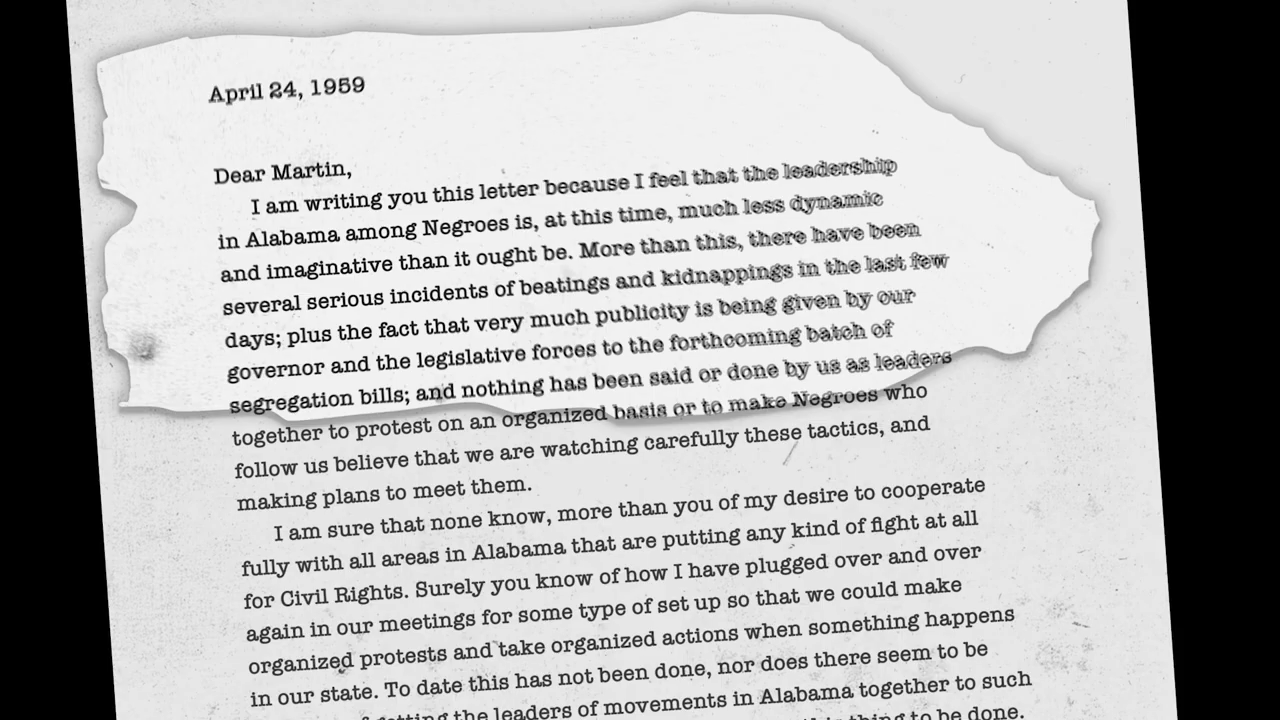 April 24, 1959
Dear Martin,
I am writing you this letter because I feel that the leadership
in Alabama among Negroes is, at this time, much less dynamic
and imaginative than it ought be. More than this, there have been
several serious incidents of beatings and kidnappings in the last few
days; plus the fact that very much publicity is being given by our
governor and the legislative forces to the forthcoming batch of
segregation bills; and nothing has been said or done by us as leaders
together to protest on an organized basis or to make Negroes who
follow us believe that we are watching carefully these tactics, and
making plans to meet them.
I am sure that none know, more than you of my desire to cooperate
fully with all areas in Alabama that are putting any kind of fight at all
for Civil Rights. Surely you know of how I have plugged over and over
again in our meetings for some type of set up so that we could make
organized protests and take organized actions when something happens
in our state. To date this has not been done, nor does there seem to be
getting the leaders of movements in Alabama together to such
thing to be done.